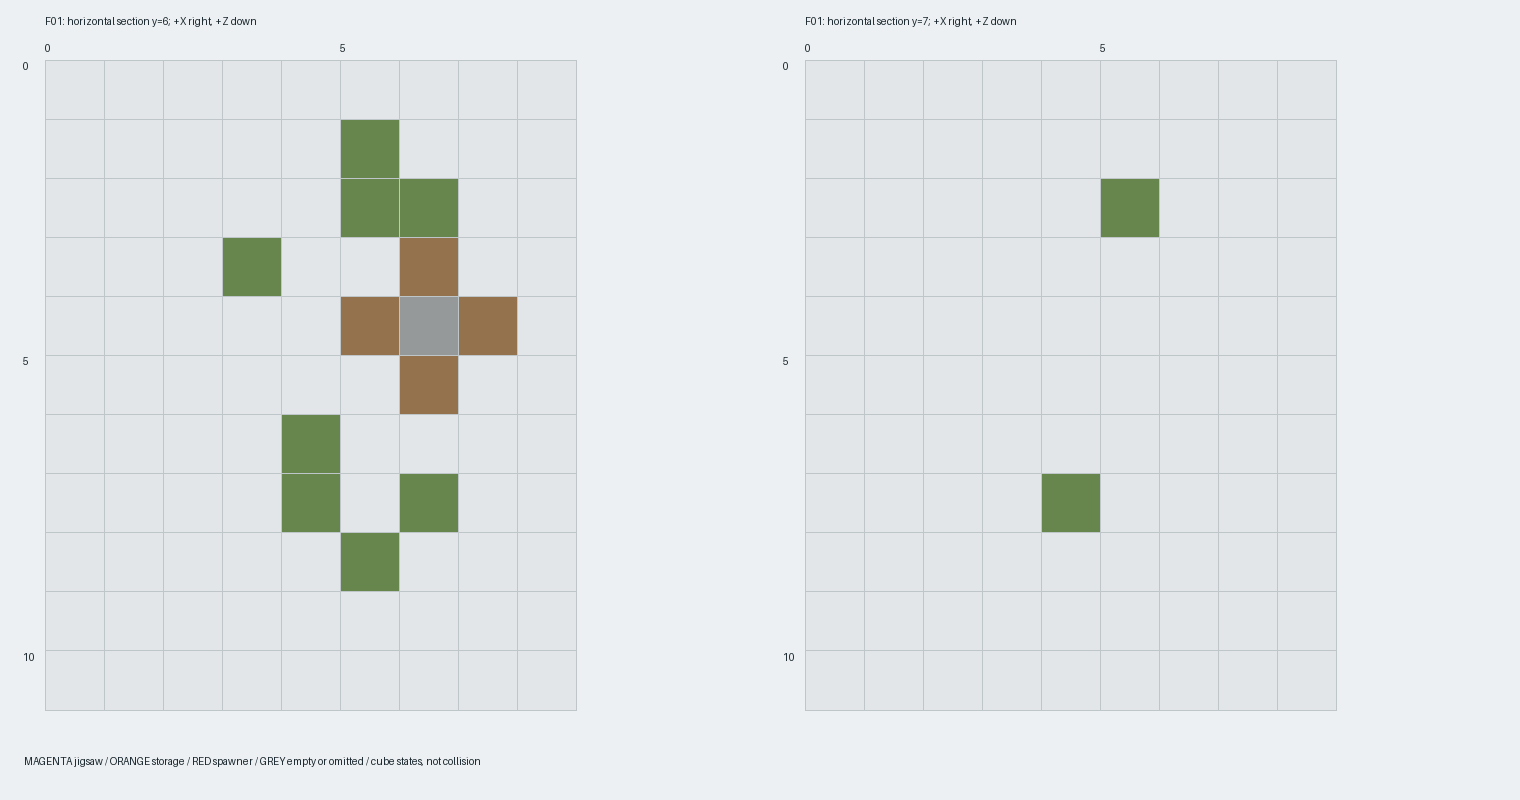 F01: horizontal section y=6; +X right, +Z down
F01: horizontal section y=7; +X right, +Z down
0 5
0 5
0
0
5
5
10
10
MAGENTA jigsaw / ORANGE storage / RED spawner / GREY empty or omitted / cube states, not collision